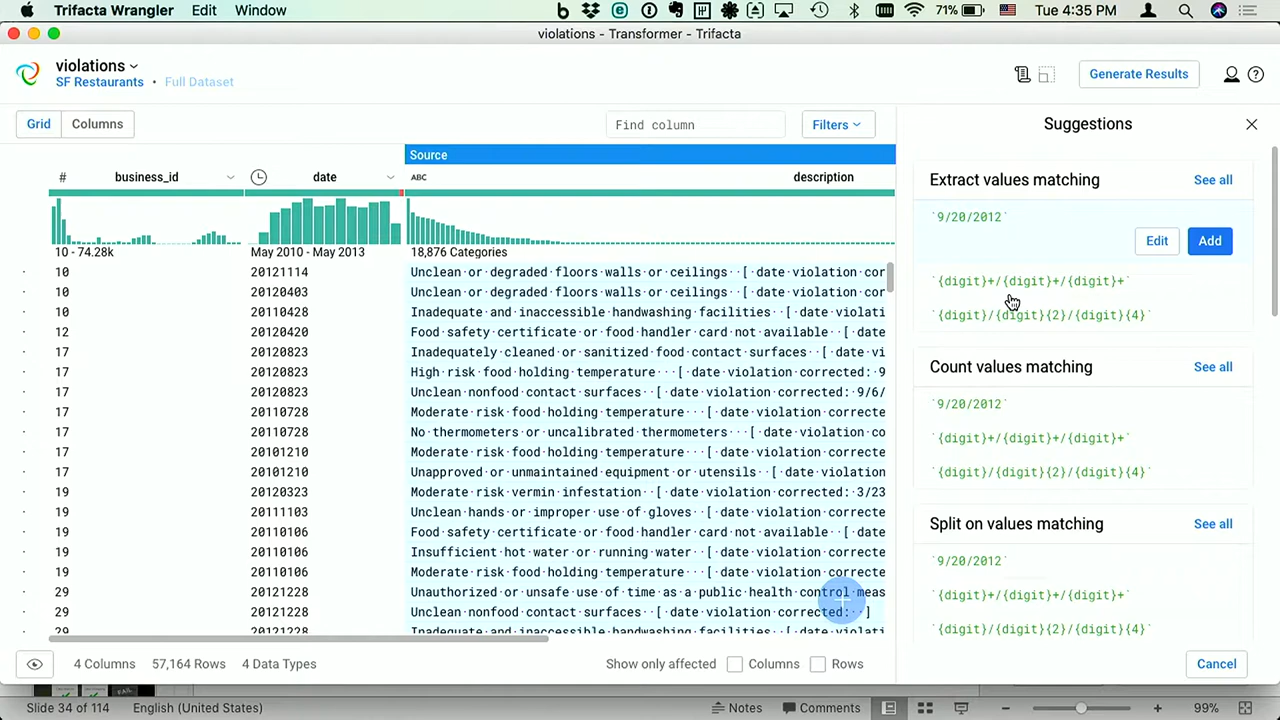 Trifacta Wrangler Edit Window 71% Tue 4:35 PM
violations - Transformer - Trifacta
violations
SF Restaurants • Full Dataset
Generate Results
Grid Columns
Find column
Filters
Source
# business_id
date
ABC description
10 - 74.28k
May 2010 - May 2013
18,876 Categories
10 20121114 Unclean·or·degraded·floors·walls·or·ceilings··[·date·violation·cor
10 20120403 Unclean·or·degraded·floors·walls·or·ceilings··[·date·violation·cor
10 20110428 Inadequate·and·inaccessible·handwashing·facilities··[·date·violati
12 20120420 Food·safety·certificate·or·food·handler·card·not·available··[·date
17 20120823 Inadequately·cleaned·or·sanitized·food·contact·surfaces··[·date·vi
17 20120823 High·risk·food·holding·temperature···[·date·violation·corrected:·9
17 20120823 Unclean·nonfood·contact·surfaces··[·date·violation·corrected:·9/6/
17 20110728 Moderate·risk·food·holding·temperature···[·date·violation·correcte
17 20110728 No·thermometers·or·uncalibrated·thermometers···[·date·violation·co
17 20101210 Moderate·risk·food·holding·temperature···[·date·violation·correcte
17 20101210 Unapproved·or·unmaintained·equipment·or·utensils··[·date·violation
19 20120323 Moderate·risk·vermin·infestation··[·date·violation·corrected:·3/23
19 20111103 Unclean·hands·or·improper·use·of·gloves··[·date·violation·correcte
19 20110106 Food·safety·certificate·or·food·handler·card·not·available··[·date
19 20110106 Insufficient·hot·water·or·running·water··[·date·violation·correcte
19 20110106 Moderate·risk·food·holding·temperature···[·date·violation·correcte
29 20121228 Unauthorized·or·unsafe·use·of·time·as·a·public·health·control·meas
29 20121228 Unclean·nonfood·contact·surfaces··[·date·violation·corrected:··]
29 20121228 Inadequate·and·inaccessible·handwashing·facilities··[·date·violati
4 Columns 57,164 Rows 4 Data Types
Show only affected Columns Rows
Suggestions
Extract values matching See all
`9/20/2012`
Edit Add
`{digit}+/{digit}+/{digit}+`
`{digit}/{digit}{2}/{digit}{4}`
Count values matching See all
`9/20/2012`
`{digit}+/{digit}+/{digit}+`
`{digit}/{digit}{2}/{digit}{4}`
Split on values matching See all
`9/20/2012`
`{digit}+/{digit}+/{digit}+`
`{digit}/{digit}{2}/{digit}{4}`
Cancel
Slide 34 of 114 English (United States) Notes Comments 99%